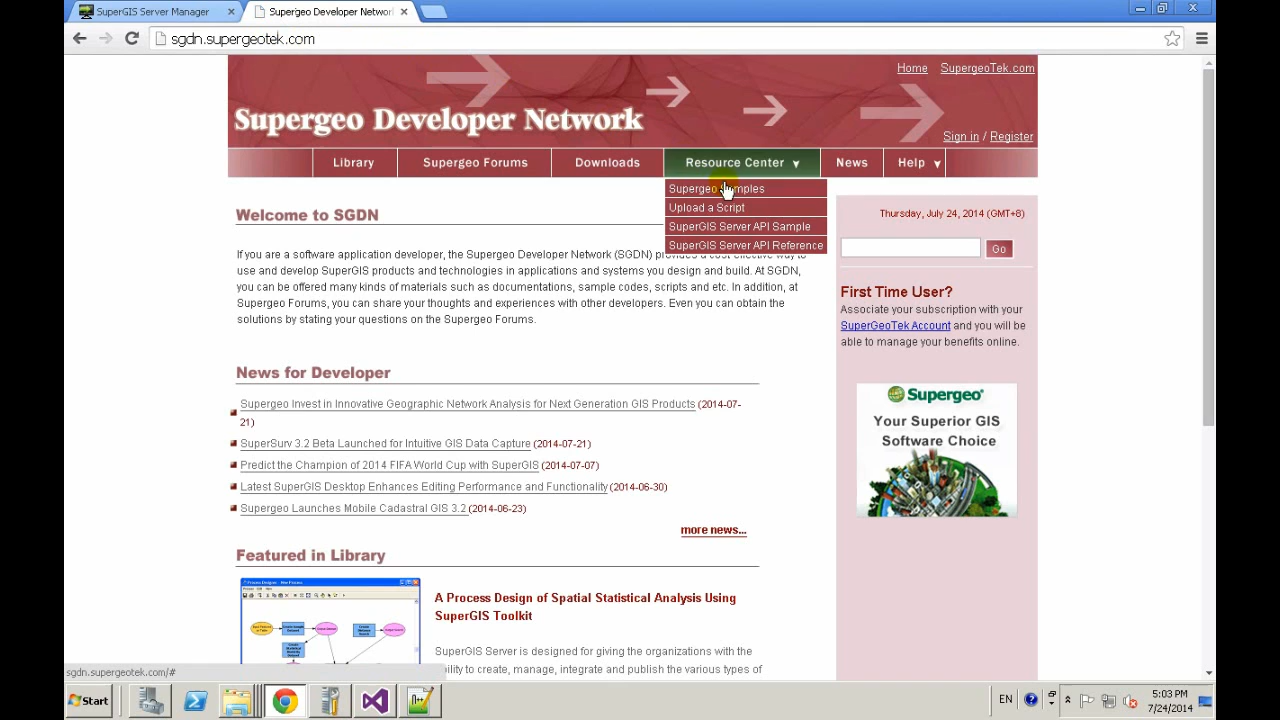 SuperGIS Server Manager
Supergeo Developer Networ
sgdn.supergeotek.com
Home SupergeoTek.com
Supergeo Developer Network
Sign in / Register
Library Supergeo Forums Downloads Resource Center News Help
Supergeo mples
Upload a Script
SuperGIS Server API Sample
SuperGIS Server API Reference
Thursday, July 24, 2014 (GMT+8)
Go
Welcome to SGDN
If you are a software application developer, the Supergeo Developer Network (SGDN) provides a cost effective way to
use and develop SuperGIS products and technologies in applications and systems you design and build. At SGDN,
you can be offered many kinds of materials such as documentations, sample codes, scripts and etc. In addition, at
Supergeo Forums, you can share your thoughts and experiences with other developers. Even you can obtain the
solutions by stating your questions on the Supergeo Forums.
First Time User?
Associate your subscription with your
SuperGeoTek Account and you will be
able to manage your benefits online.
News for Developer
Supergeo Invest in Innovative Geographic Network Analysis for Next Generation GIS Products (2014-07-
21)
SuperSurv 3.2 Beta Launched for Intuitive GIS Data Capture (2014-07-21)
Predict the Champion of 2014 FIFA World Cup with SuperGIS (2014-07-07)
Latest SuperGIS Desktop Enhances Editing Performance and Functionality (2014-06-30)
Supergeo Launches Mobile Cadastral GIS 3.2 (2014-06-23)
more news...
Supergeo®
Your Superior GIS
Software Choice
Featured in Library
A Process Design of Spatial Statistical Analysis Using
SuperGIS Toolkit
SuperGIS Server is designed for giving the organizations with the
bility to create, manage, integrate and publish the various types of
sgdn.supergeotek.com/#
Start
EN
5:03 PM
7/24/2014